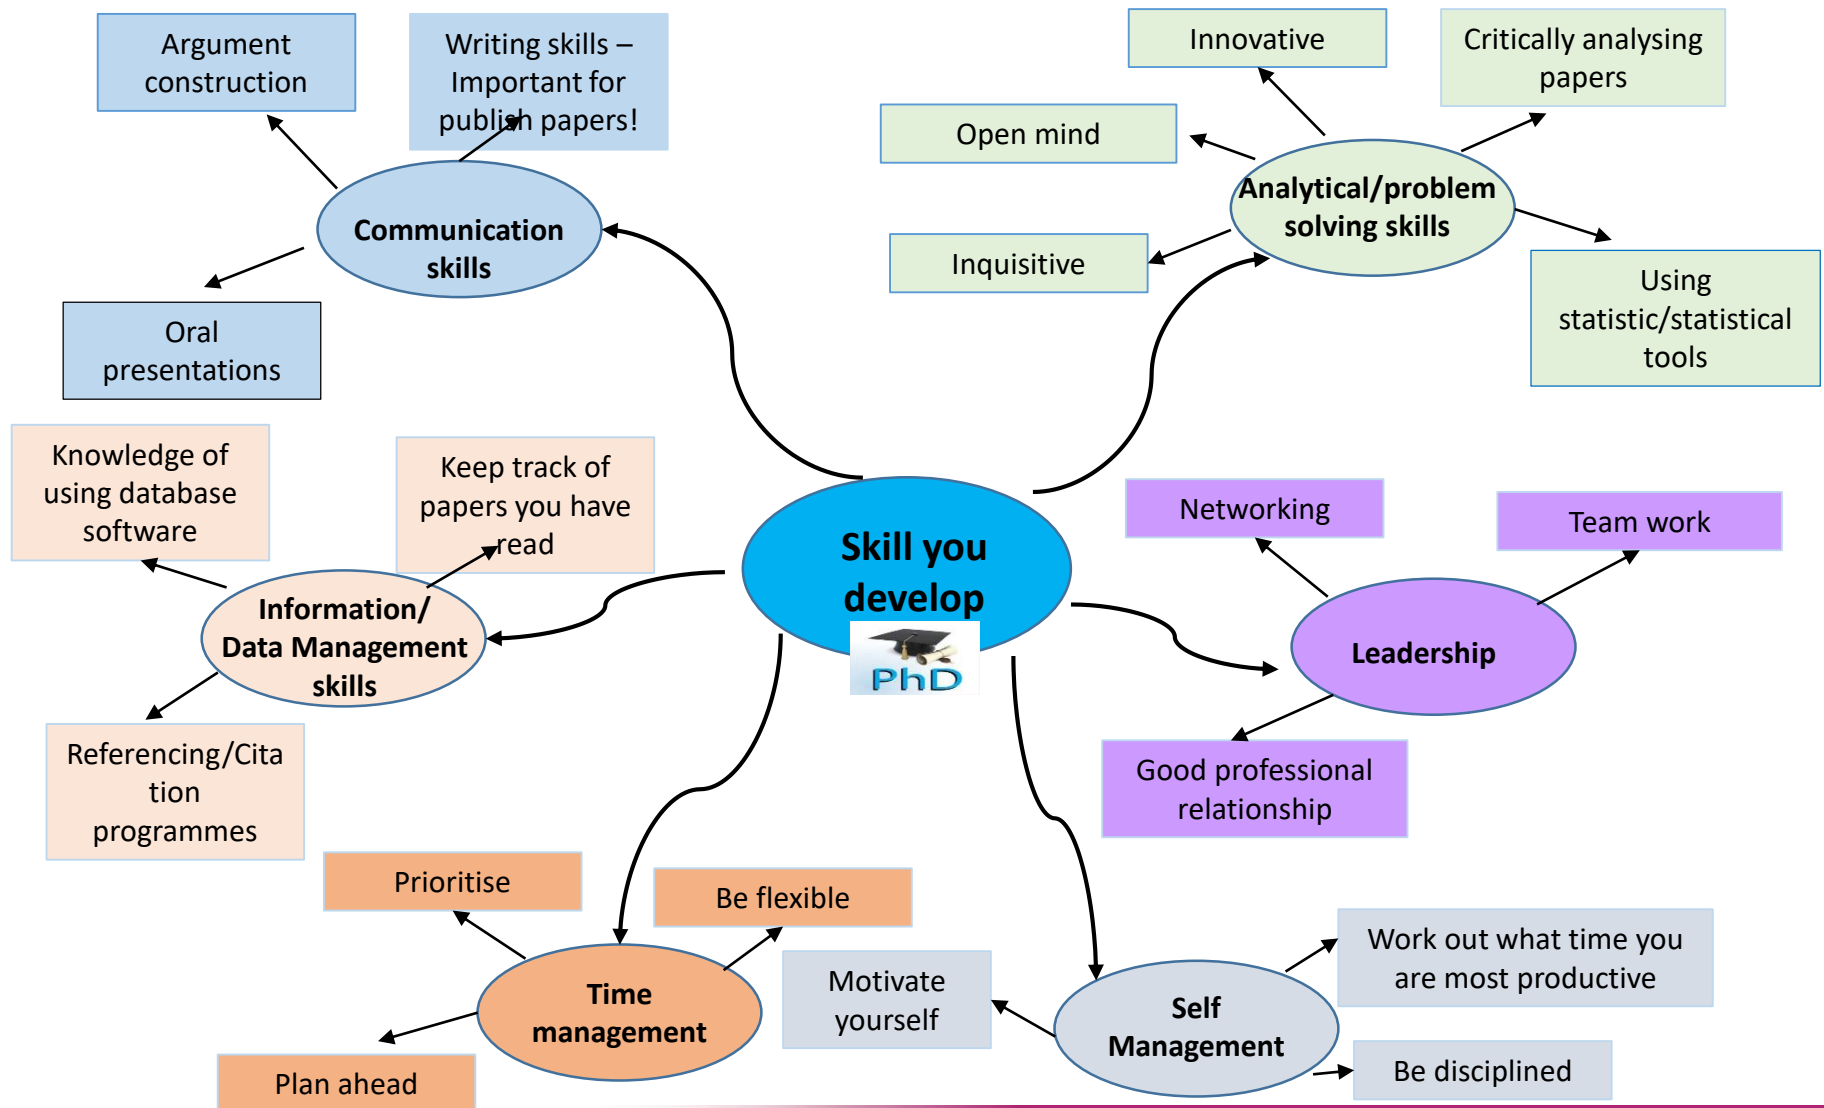 Argument
construction
Writing skills –
Important for
publish papers!
Communication
skills
Oral
presentations
Innovative
Critically analysing
papers
Open mind
Analytical/problem
solving skills
Inquisitive
Using
statistic/statistical
tools
Knowledge of
using database
software
Keep track of
papers you have
read
Information/
Data Management
skills
Referencing/Cita
tion
programmes
Skill you
develop
PhD
Networking
Team work
Leadership
Good professional
relationship
Prioritise
Be flexible
Time
management
Plan ahead
Motivate
yourself
Self
Management
Work out what time you
are most productive
Be disciplined